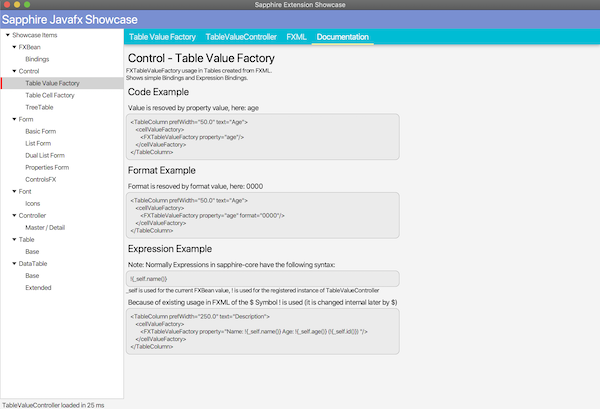 Sapphire Extension Showcase
Sapphire Javafx Showcase
Showcase Items
FXBean
Bindings
Control
Table Value Factory
Table Cell Factory
TreeTable
Form
Basic Form
List Form
Dual List Form
Properties Form
ControlsFX
Font
Icons
Controller
Master / Detail
Table
Base
DataTable
Base
Extended
Table Value Factory TableValueController FXML Documentation
Control - Table Value Factory
FXTableValueFactory usage in Tables created from FXML.
Shows simple Bindings and Expression Bindings.
Code Example
Value is resoved by property value, here: age
<TableColumn prefWidth="50.0" text="Age">
<cellValueFactory>
<FXTableValueFactory property="age"/>
</cellValueFactory>
</TableColumn>
Format Example
Format is resoved by format value, here: 0000
<TableColumn prefWidth="50.0" text="Age">
<cellValueFactory>
<FXTableValueFactory property="age" format="0000"/>
</cellValueFactory>
</TableColumn>
Expression Example
Note: Normally Expressions in sapphire-core have the following syntax:
!{_self.name()}
_self is used for the current FXBean value, ! is used for the registered instance of TableValueController
Because of existing usage in FXML of the $ Symbol ! is used (it is changed internal later by $)
<TableColumn prefWidth="250.0" text="Description">
<cellValueFactory>
<FXTableValueFactory property="Name: !{_self.name()} Age: !{_self.age()} (!{_self.id()}) "/>
</cellValueFactory>
</TableColumn>
TableValueController loaded in 25 ms